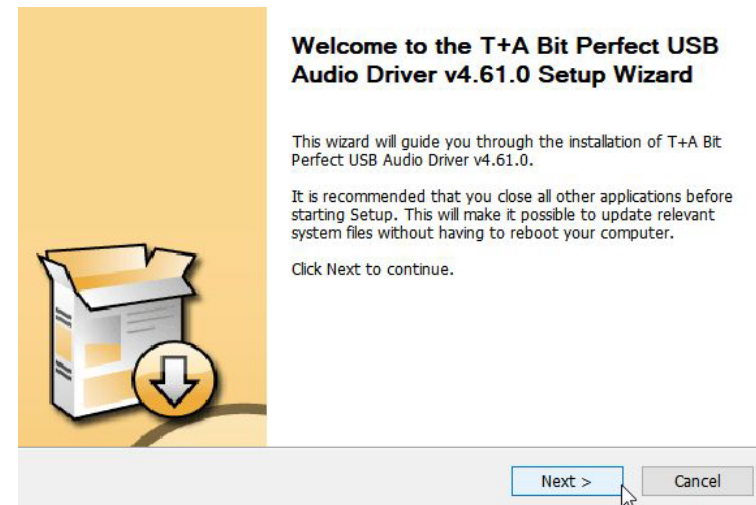 Welcome to the T+A Bit Perfect USB
Audio Driver v4.61.0 Setup Wizard
This wizard will guide you through the installation of T+A Bit
Perfect USB Audio Driver v4.61.0.
It is recommended that you close all other applications before
starting Setup. This will make it possible to update relevant
system files without having to reboot your computer.
Click Next to continue.
Next >
Cancel